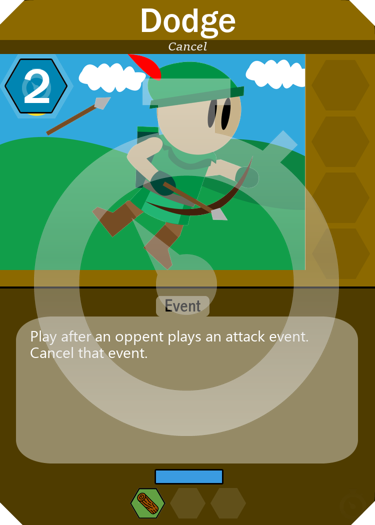 Dodge
Cancel
2
Event
Play after an oppent plays an attack event.
Cancel that event.